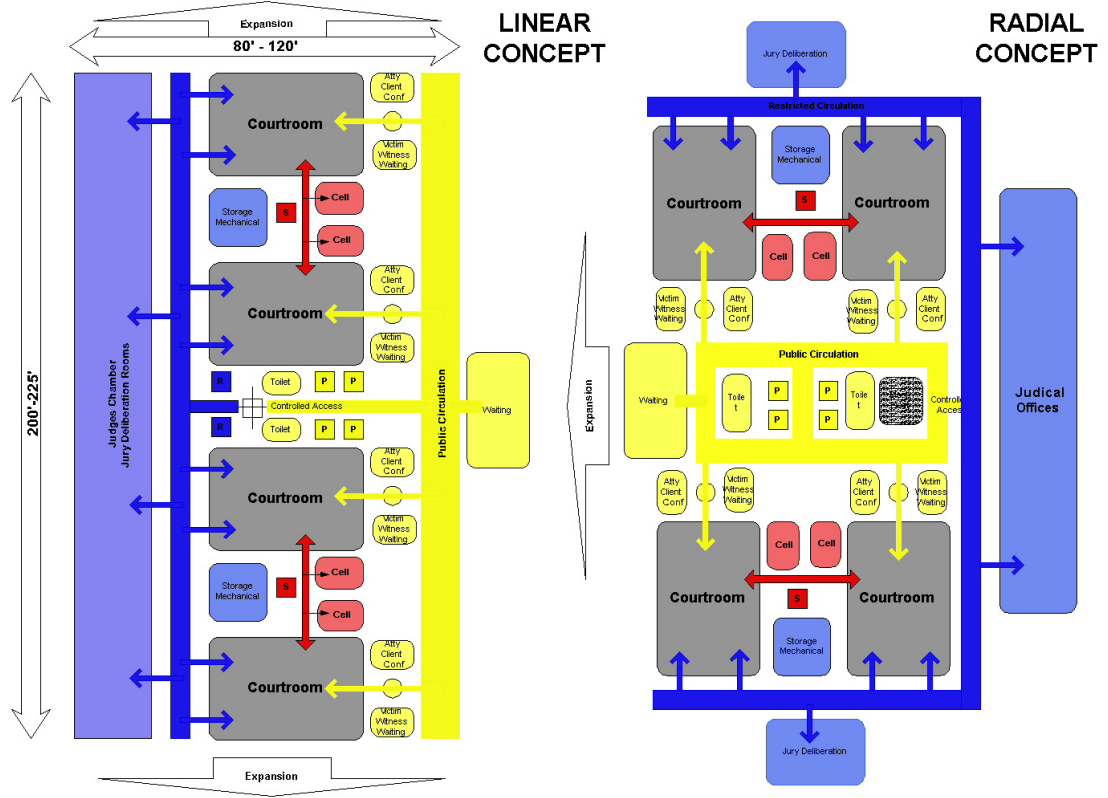 Expansion
80' - 120'
LINEAR
CONCEPT
200'-225'
Judges Chamber
Jury Deliberation Rooms
Courtroom
Atty
Client
Conf
Victim
Witness
Waiting
Storage
Mechanical
S
Cell
Cell
Courtroom
Atty
Client
Conf
Victim
Witness
Waiting
R
Toilet
P
P
Controlled Access
R
Toilet
P
P
Public Circulation
Waiting
Courtroom
Atty
Client
Conf
Victim
Witness
Waiting
Storage
Mechanical
S
Cell
Cell
Courtroom
Atty
Client
Conf
Victim
Witness
Waiting
Expansion
RADIAL
CONCEPT
Jury Deliberation
Restricted Circulation
Courtroom
Storage
Mechanical
S
Cell
Cell
Courtroom
Victim
Witness
Waiting
Atty
Client
Conf
Victim
Witness
Waiting
Atty
Client
Conf
Expansion
Public Circulation
Waiting
Toile
t
P
P
P
P
Toile
t
Judical
Offices
Atty
Client
Conf
Victim
Witness
Waiting
Atty
Client
Conf
Victim
Witness
Waiting
Courtroom
Cell
Cell
S
Storage
Mechanical
Courtroom
Jury Deliberation